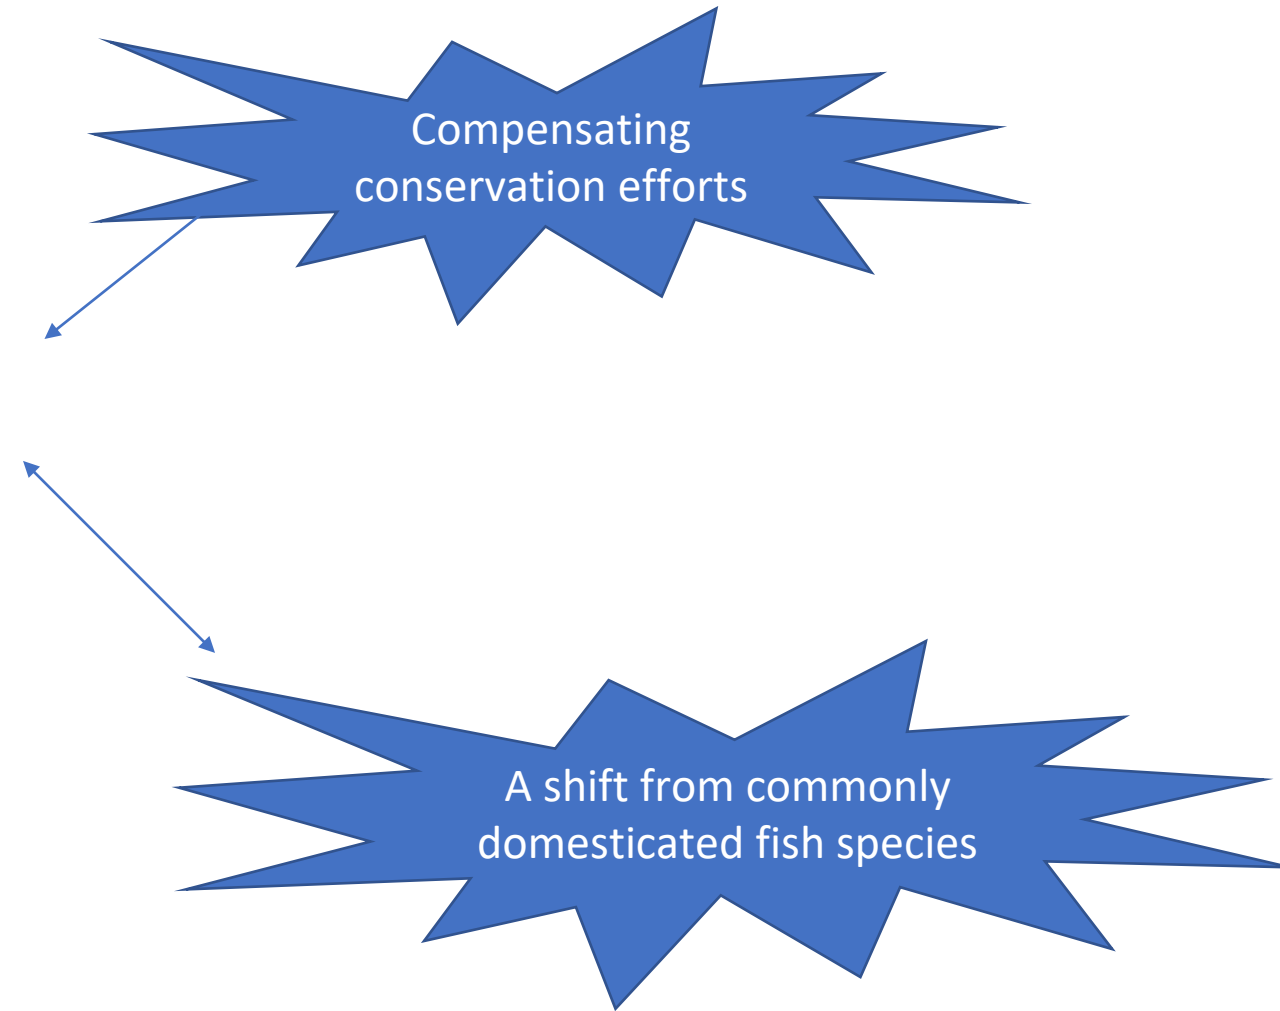 Compensating
conservation efforts
A shift from commonly
domesticated fish species